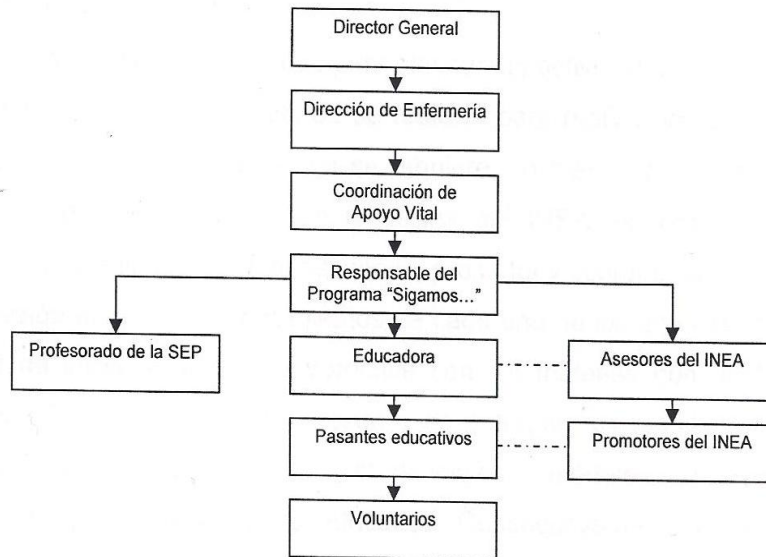 Director General
Dirección de Enfermería
Coordinación de
Apoyo Vital
Responsable del
Programa “Sigamos...”
Profesorado de la SEP
Educadora
Asesores del INEA
Pasantes educativos
Promotores del INEA
Voluntarios